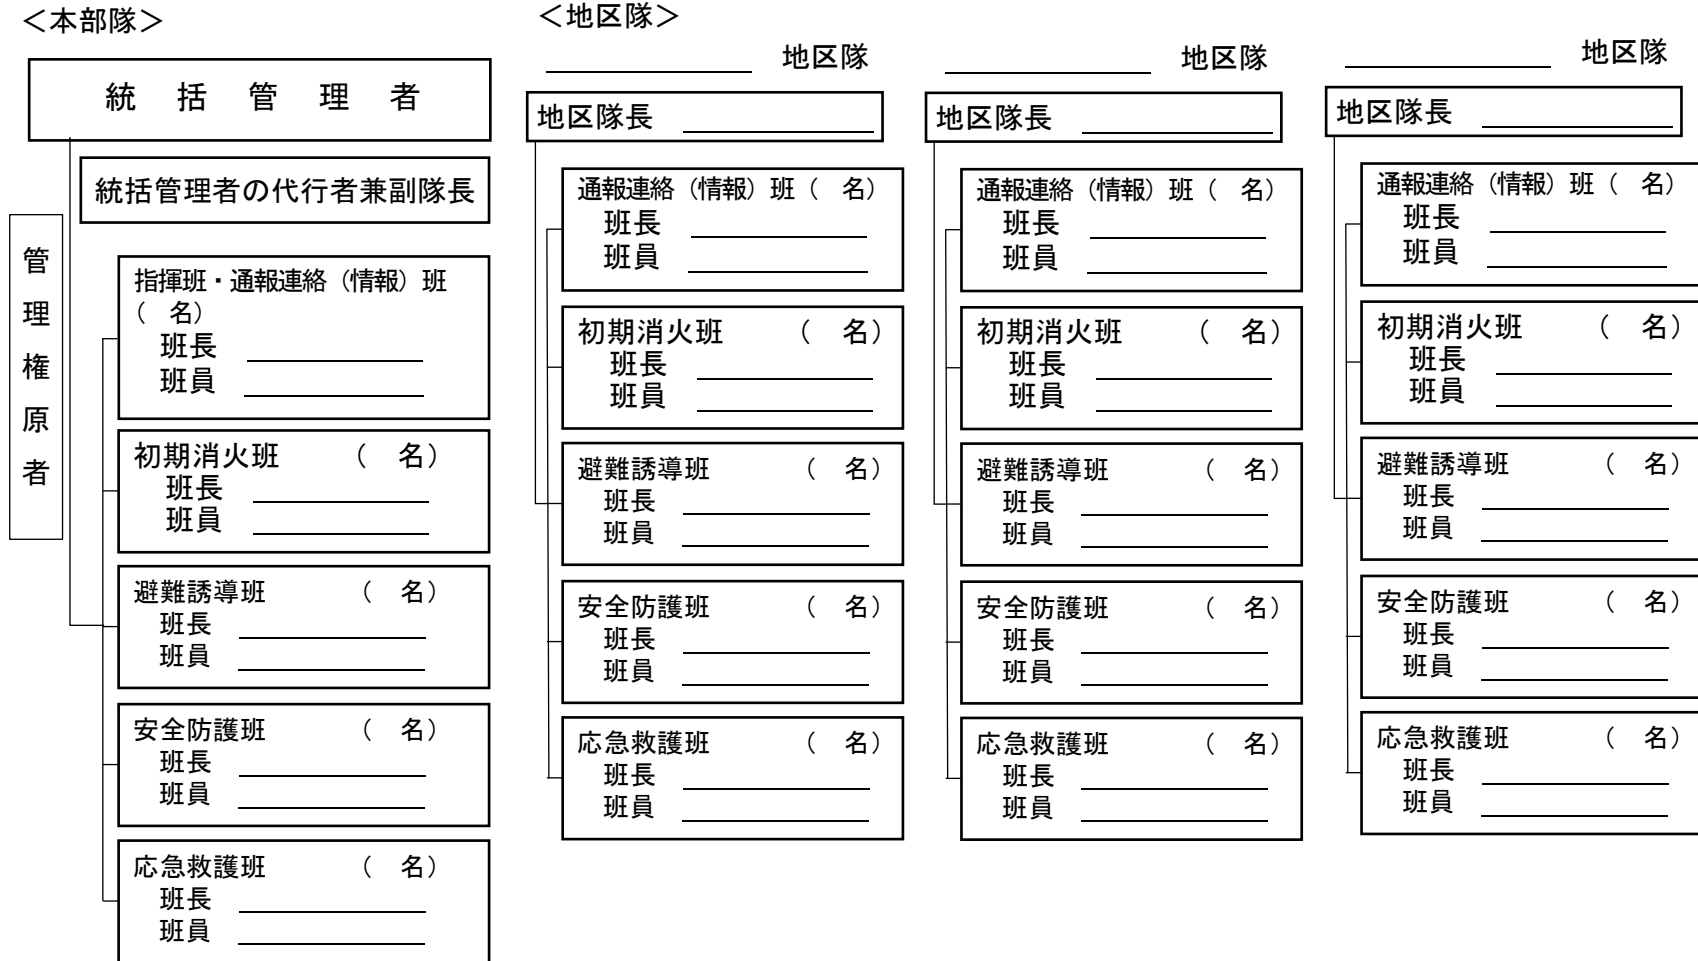 ＜本部隊＞
統　括　管　理　者
統括管理者の代行者兼副隊長
管理権原者
指揮班・通報連絡（情報）班
（　名）
班長
班員
初期消火班　（　名）
班長
班員
避難誘導班　（　名）
班長
班員
安全防護班　（　名）
班長
班員
応急救護班　（　名）
班長
班員
＜地区隊＞
地区隊
地区隊長
通報連絡（情報）班（　名）
班長
班員
初期消火班　（　名）
班長
班員
避難誘導班　（　名）
班長
班員
安全防護班　（　名）
班長
班員
応急救護班　（　名）
班長
班員
地区隊
地区隊長
通報連絡（情報）班（　名）
班長
班員
初期消火班　（　名）
班長
班員
避難誘導班　（　名）
班長
班員
安全防護班　（　名）
班長
班員
応急救護班　（　名）
班長
班員
地区隊
地区隊長
通報連絡（情報）班（　名）
班長
班員
初期消火班　（　名）
班長
班員
避難誘導班　（　名）
班長
班員
安全防護班　（　名）
班長
班員
応急救護班　（　名）
班長
班員